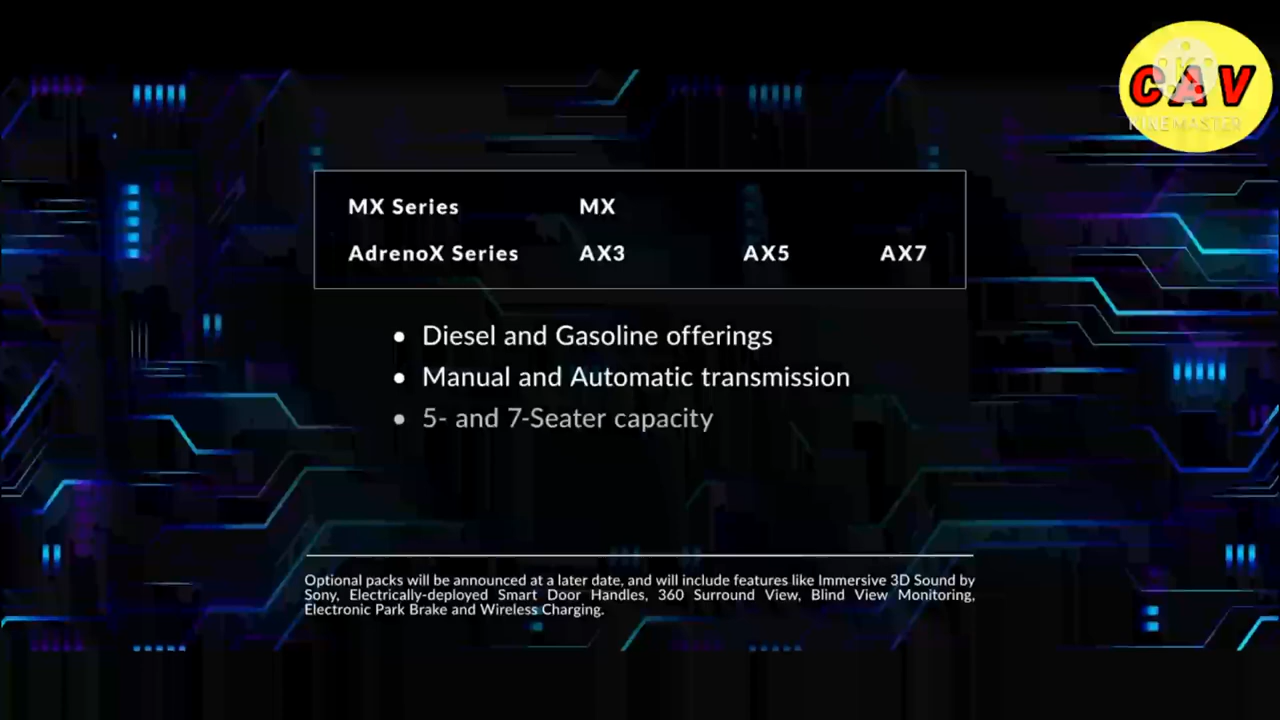 CAV
KINEMASTER
MX Series MX
AdrenoX Series AX3 AX5 AX7
• Diesel and Gasoline offerings
• Manual and Automatic transmission
• 5- and 7-Seater capacity
Optional packs will be announced at a later date, and will include features like Immersive 3D Sound by
Sony, Electrically-deployed Smart Door Handles, 360 Surround View, Blind View Monitoring,
Electronic Park Brake and Wireless Charging.